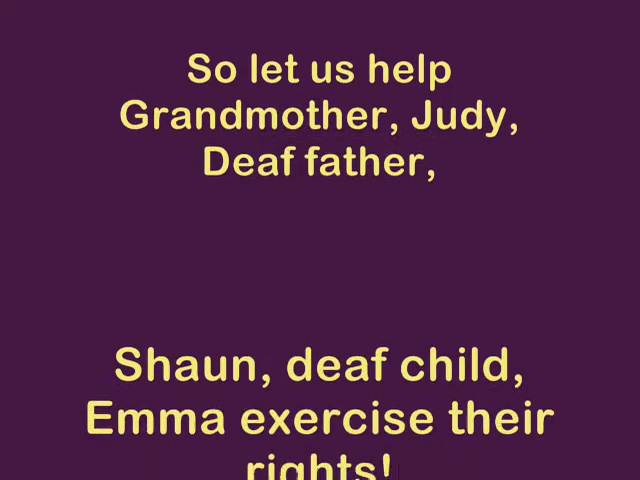 So let us help
Grandmother, Judy,
Deaf father,
Shaun, deaf child,
Emma exercise their
rights!